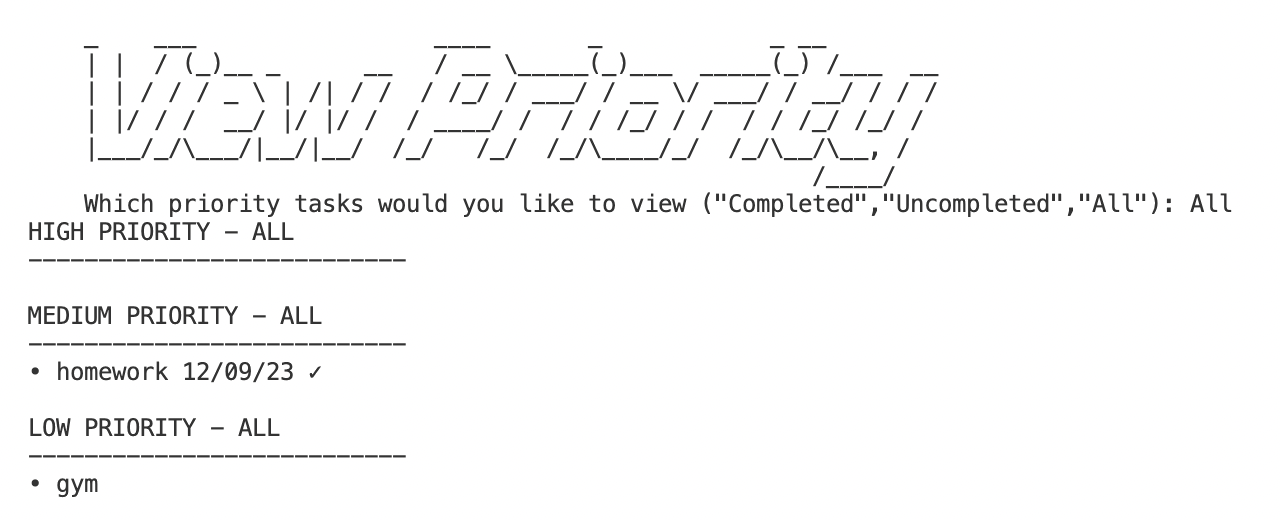 View Priority
Which priority tasks would you like to view ("Completed","Uncompleted","All"): All
HIGH PRIORITY – ALL
---------------------------
MEDIUM PRIORITY – ALL
---------------------------
• homework 12/09/23 ✓
LOW PRIORITY – ALL
---------------------------
• gym